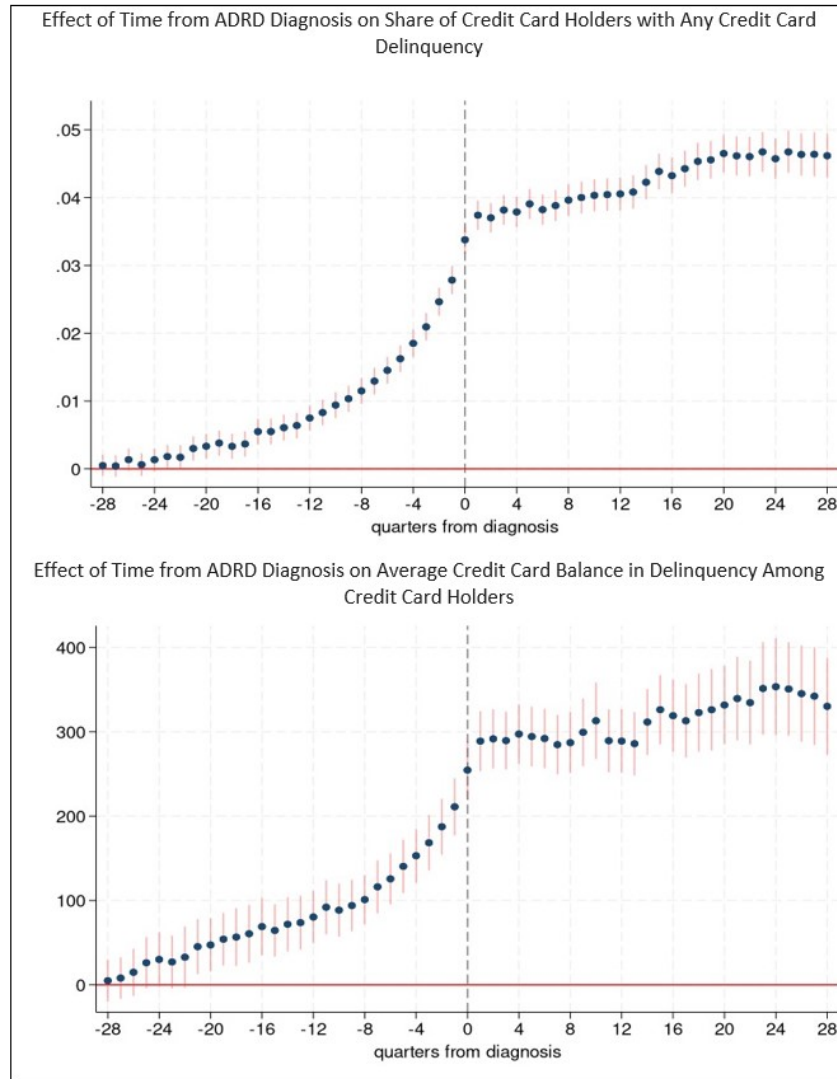 Effect of Time from ADRD Diagnosis on Share of Credit Card Holders with Any Credit Card
Delinquency
.05
.04
.03
.02
.01
0
-28 -24 -20 -16 -12 -8 -4 0 4 8 12 16 20 24 28
quarters from diagnosis
Effect of Time from ADRD Diagnosis on Average Credit Card Balance in Delinquency Among
Credit Card Holders
400
300
200
100
0
-28 -24 -20 -16 -12 -8 -4 0 4 8 12 16 20 24 28
quarters from diagnosis